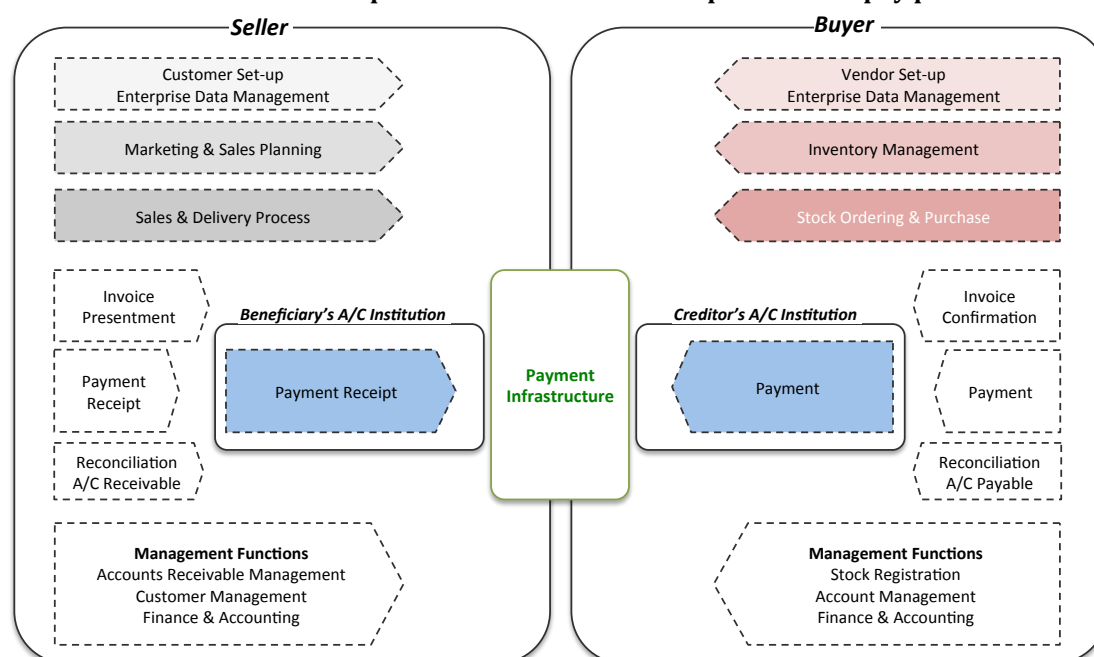 Seller
Customer Set-up
Enterprise Data Management
Marketing & Sales Planning
Sales & Delivery Process
Invoice
Presentment
Payment
Receipt
Reconciliation
A/C Receivable
Beneficiary's A/C Institution
Payment Receipt
Management Functions
Accounts Receivable Management
Customer Management
Finance & Accounting
Payment
Infrastructure
Buyer
Vendor Set-up
Enterprise Data Management
Inventory Management
Stock Ordering & Purchase
Creditor's A/C Institution
Payment
Invoice
Confirmation
Payment
Reconciliation
A/C Payable
Management Functions
Stock Registration
Account Management
Finance & Accounting